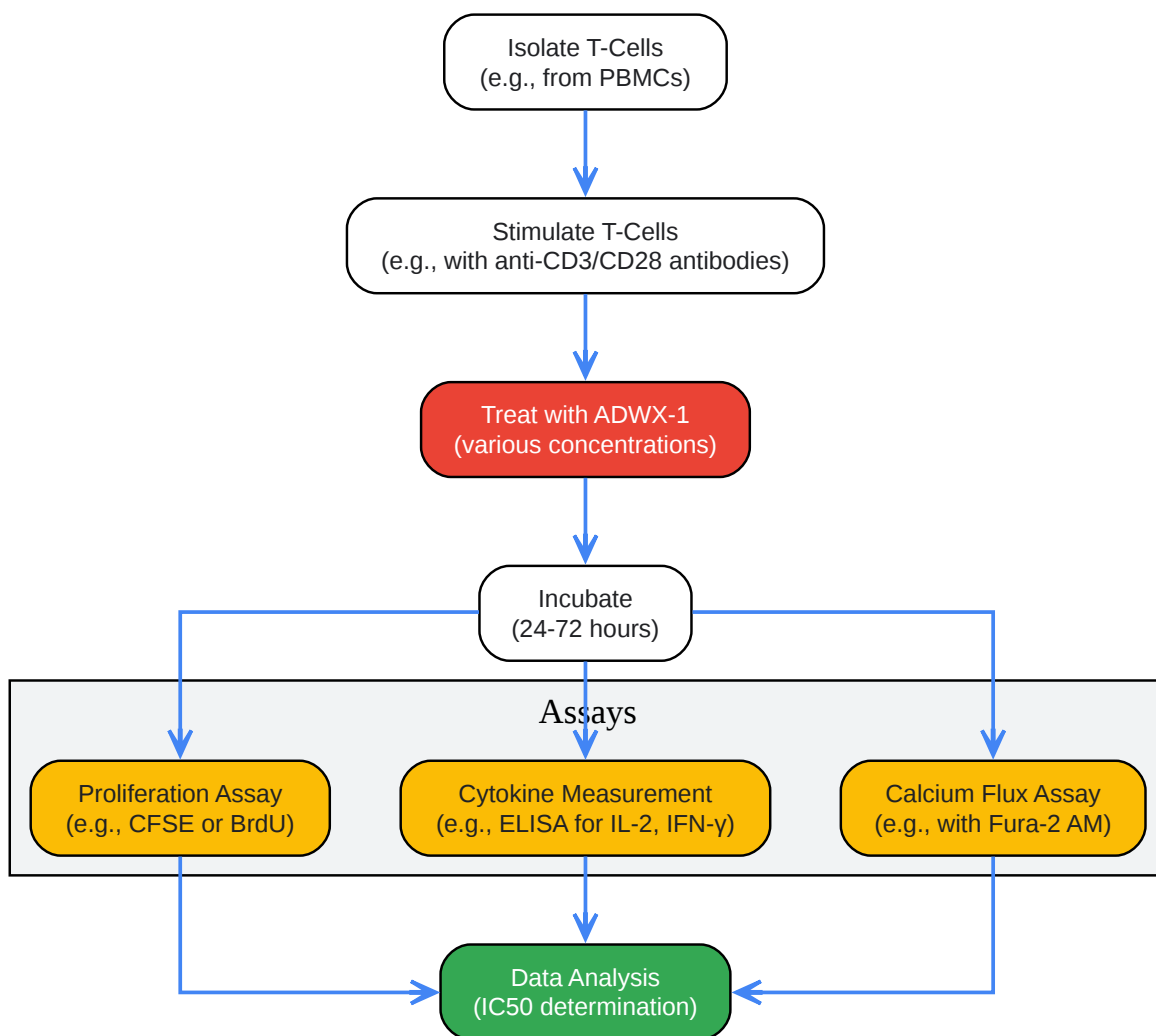 Isolate T-Cells
(e.g., from PBMCs)
Stimulate T-Cells
(e.g., with anti-CD3/CD28 antibodies)
Treat with ADWX-1
(various concentrations)
Incubate
(24-72 hours)
Assays
Proliferation Assay
(e.g., CFSE or BrdU)
Cytokine Measurement
(e.g., ELISA for IL-2, IFN-γ)
Calcium Flux Assay
(e.g., with Fura-2 AM)
Data Analysis
(IC50 determination)